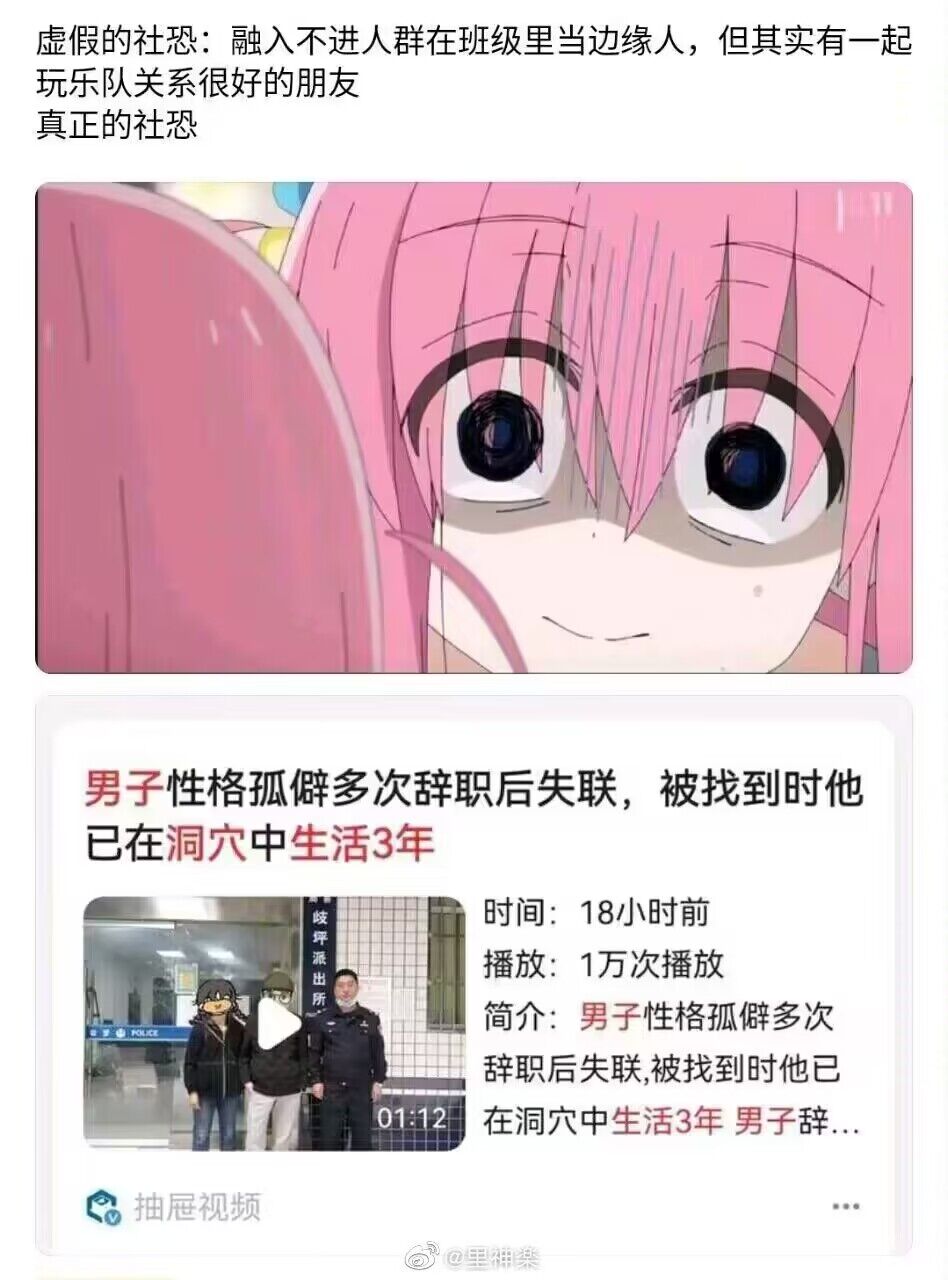 虚假的社恐：融入不进人群在班级里当边缘人，但其实有一起
玩乐队关系很好的朋友
真正的社恐
男子性格孤僻多次辞职后失联，被找到时他
已在洞穴中生活3年
歧坪派出所
POLICE
01:12
时间：18小时前
播放：1万次播放
简介：男子性格孤僻多次
辞职后失联,被找到时他已
在洞穴中生活3年 男子辞...
抽屉视频
@里神楽